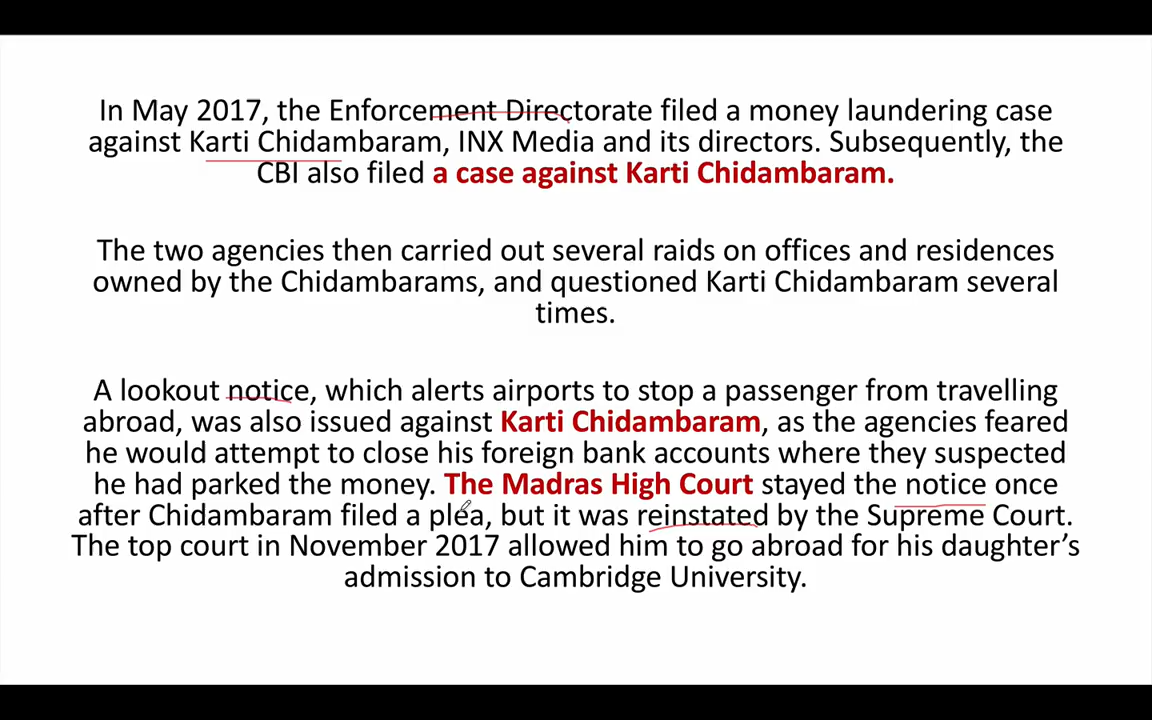 In May 2017, the Enforcement Directorate filed a money laundering case
against Karti Chidambaram, INX Media and its directors. Subsequently, the
CBI also filed a case against Karti Chidambaram.
The two agencies then carried out several raids on offices and residences
owned by the Chidambarams, and questioned Karti Chidambaram several
times.
A lookout notice, which alerts airports to stop a passenger from travelling
abroad, was also issued against Karti Chidambaram, as the agencies feared
he would attempt to close his foreign bank accounts where they suspected
he had parked the money. The Madras High Court stayed the notice once
after Chidambaram filed a plea, but it was reinstated by the Supreme Court.
The top court in November 2017 allowed him to go abroad for his daughter’s
admission to Cambridge University.